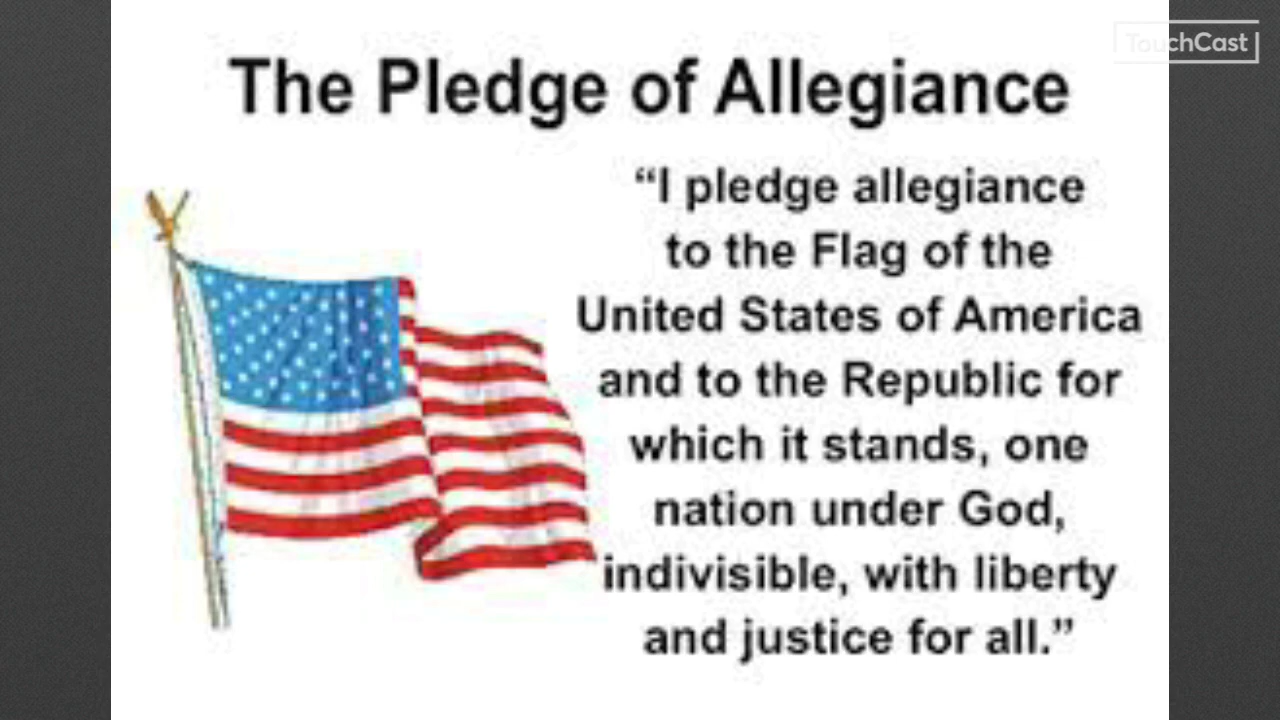 TouchCast
The Pledge of Allegiance
“I pledge allegiance
to the Flag of the
United States of America
and to the Republic for
which it stands, one
nation under God,
indivisible, with liberty
and justice for all.”